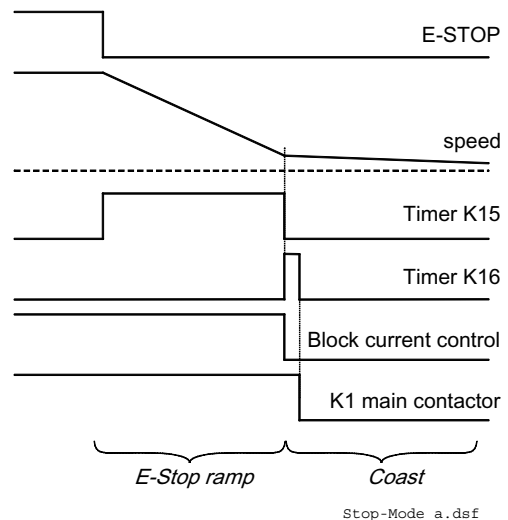 E-STOP
speed
Timer K15
Timer K16
Block current control
K1 main contactor
E-Stop ramp
Coast
Stop-Mode a.dsf